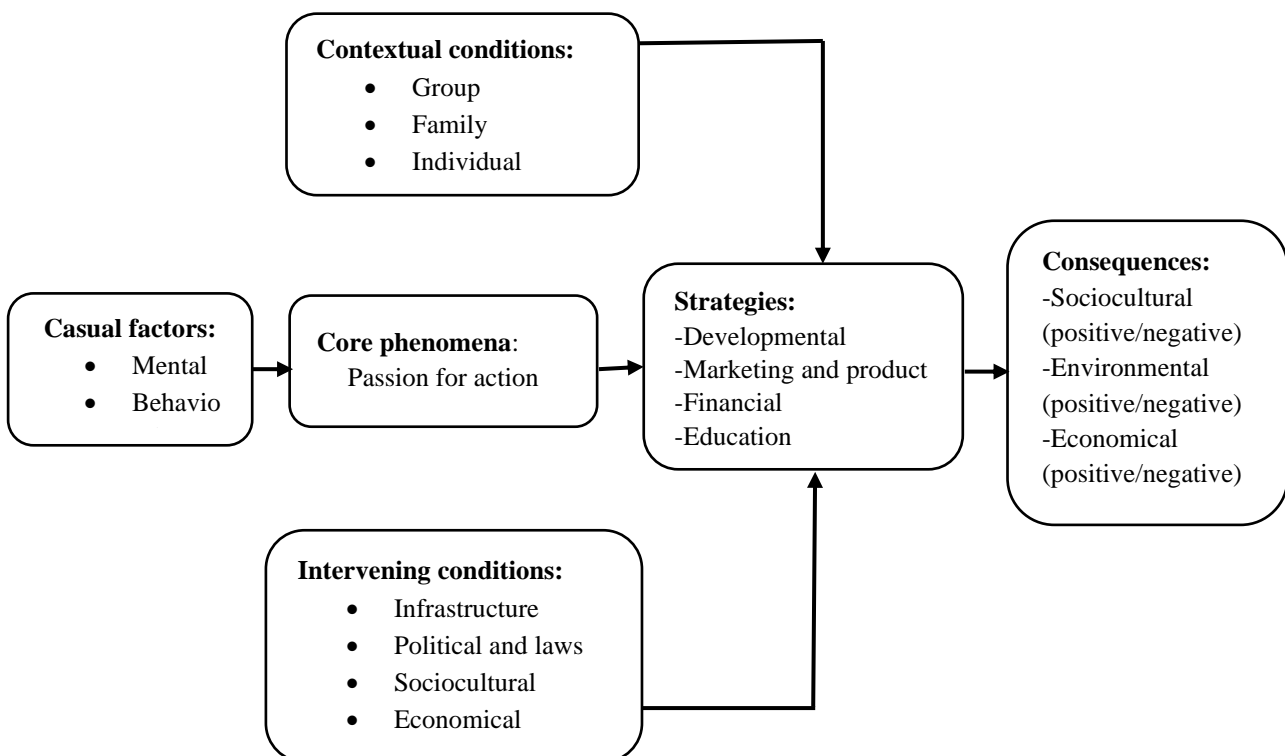 Contextual conditions:
• Group
• Family
• Individual
Casual factors:
• Mental
• Behavio
Core phenomena:
Passion for action
Strategies:
-Developmental
-Marketing and product
-Financial
-Education
Consequences:
-Sociocultural
(positive/negative)
-Environmental
(positive/negative)
-Economical
(positive/negative)
Intervening conditions:
• Infrastructure
• Political and laws
• Sociocultural
• Economical